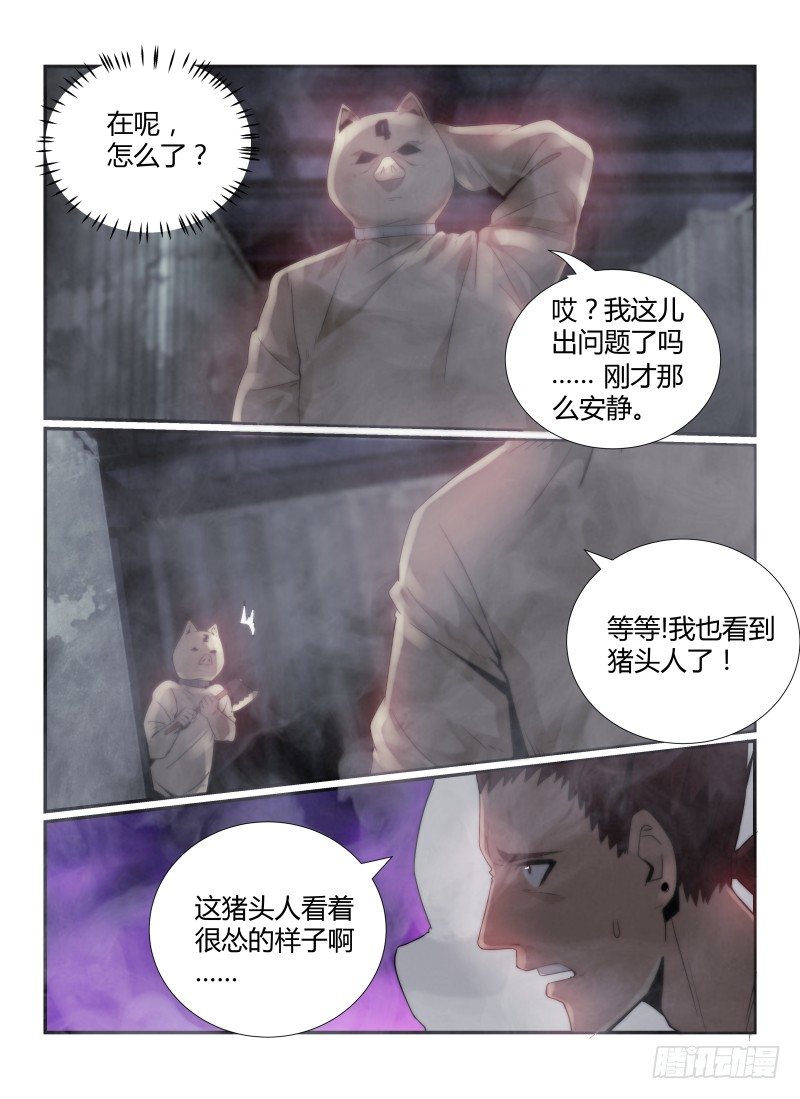 在呢，
怎么了？
哎？我这儿
出问题了吗
…… 刚才那
么安静。
等等!我也看到
猪头人了！
这猪头人看着
很怂的样子啊
……
腾讯动漫